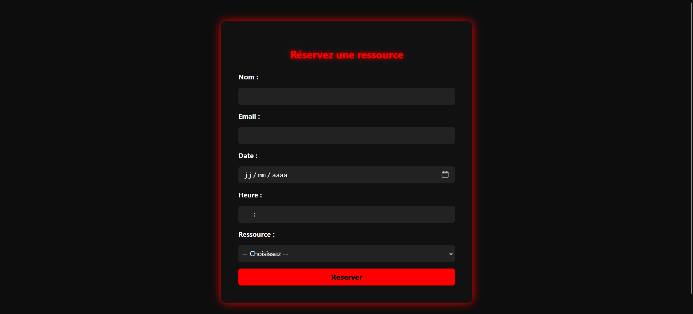 Réservez une ressource
Nom :
Email :
Date :
jj/mm/aaaa
Heure :
:
Ressource :
-- Choisissez --
Réserver